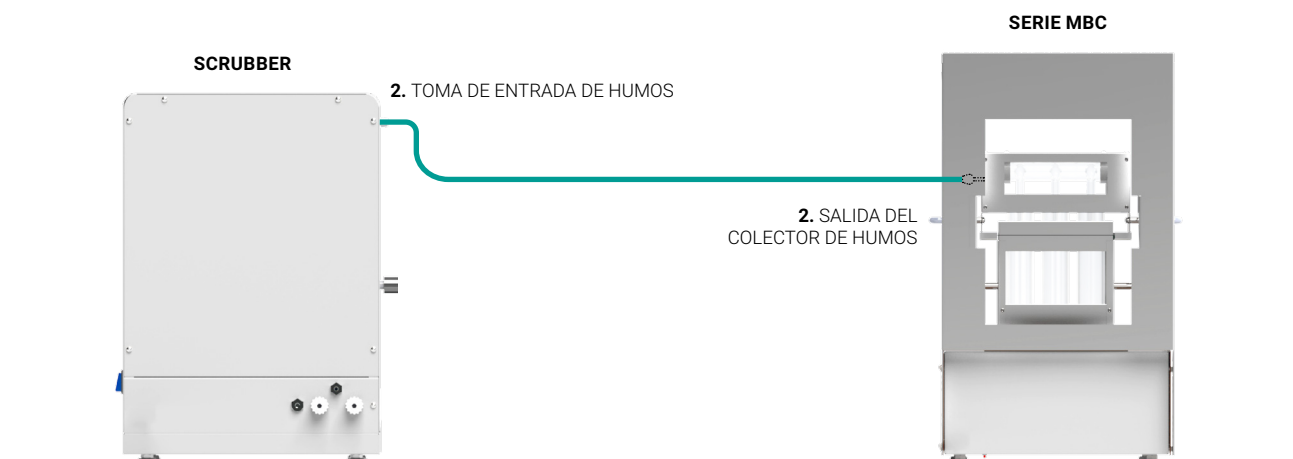 SERIE MBC
SCRUBBER
2. TOMA DE ENTRADA DE HUMOS
2. SALIDA DEL
COLECTOR DE HUMOS